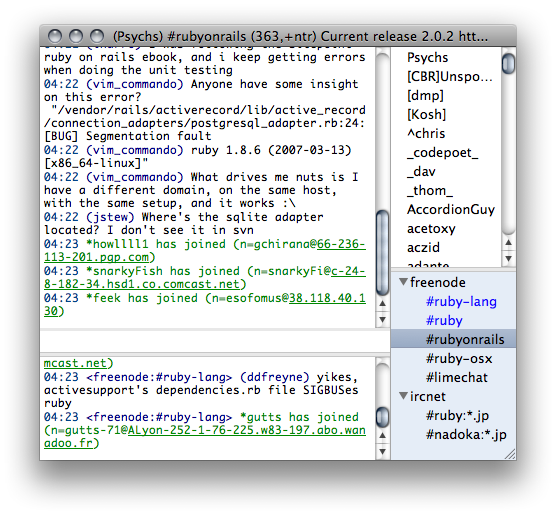 (Psychs) #rubyonrails (363,+ntr) Current release 2.0.2 htt...
ruby on rails ebook, and i keep getting errors
when doing the unit testing
04:22 (vim_commando) Anyone have some insight
on this error?
"/vendor/rails/activerecord/lib/active_record
/connection_adapters/postgresql_adapter.rb:24:
[BUG] Segmentation fault
04:22 (vim_commando) ruby 1.8.6 (2007-03-13)
[x86_64-linux]"
04:22 (vim_commando) What drives me nuts is I
have a different domain, on the same host,
with the same setup, and it works :\
04:22 (jstew) Where's the sqlite adapter
located? I don't see it in svn
04:23 *howllll1 has joined (n=gchirana@66-236-
113-201.pqp.com)
04:23 *snarkyFish has joined (n=snarkyFi@c-24-
8-182-34.hsd1.co.comcast.net)
04:23 *feek has joined (n=esofomus@38.118.40.1
30)
mcast.net)
04:23 <freenode:#ruby-lang> (ddfreyne) yikes,
activesupport's dependencies.rb file SIGBUSes
ruby
04:23 <freenode:#ruby-lang> *gutts has joined
(n=gutts-71@ALyon-252-1-76-225.w83-197.abo.wan
adoo.fr)
Psychs
[CBR]Unspo...
[dmp]
[Kosh]
^chris
_codepoet_
_dav
_thom_
AccordionGuy
acetoxy
aczid
adante
freenode
#ruby-lang
#ruby
#rubyonrails
#ruby-osx
#limechat
ircnet
#ruby:*.jp
#nadoka:*.jp